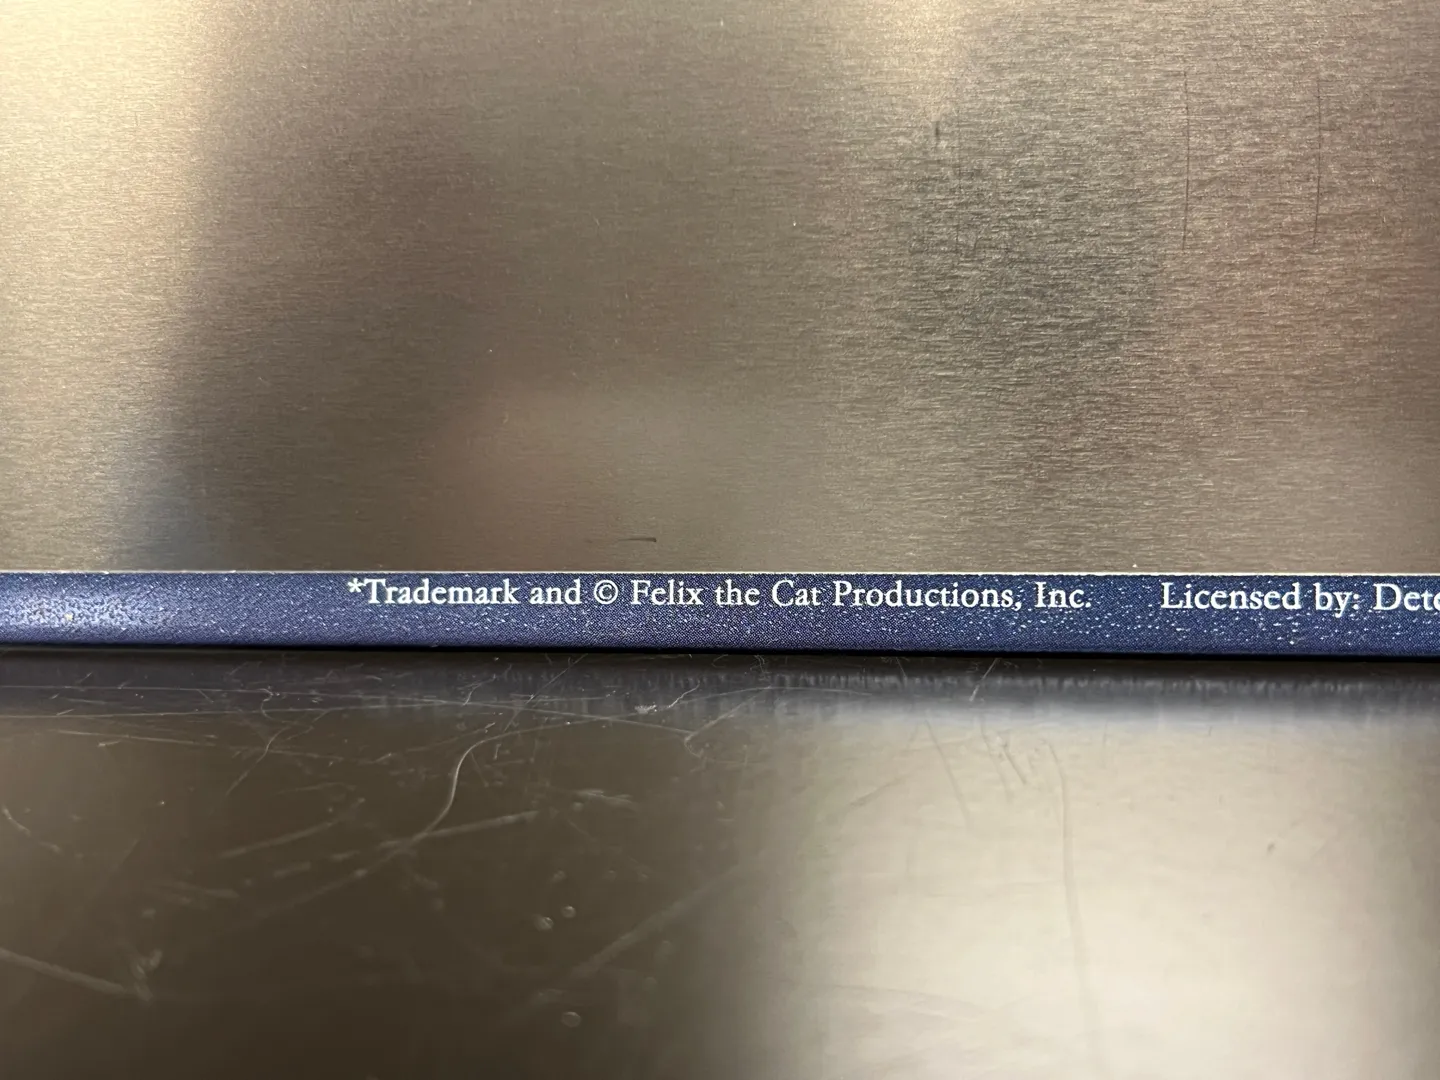 *Trademark and © Felix the Cat Productions, Inc. Licensed by: